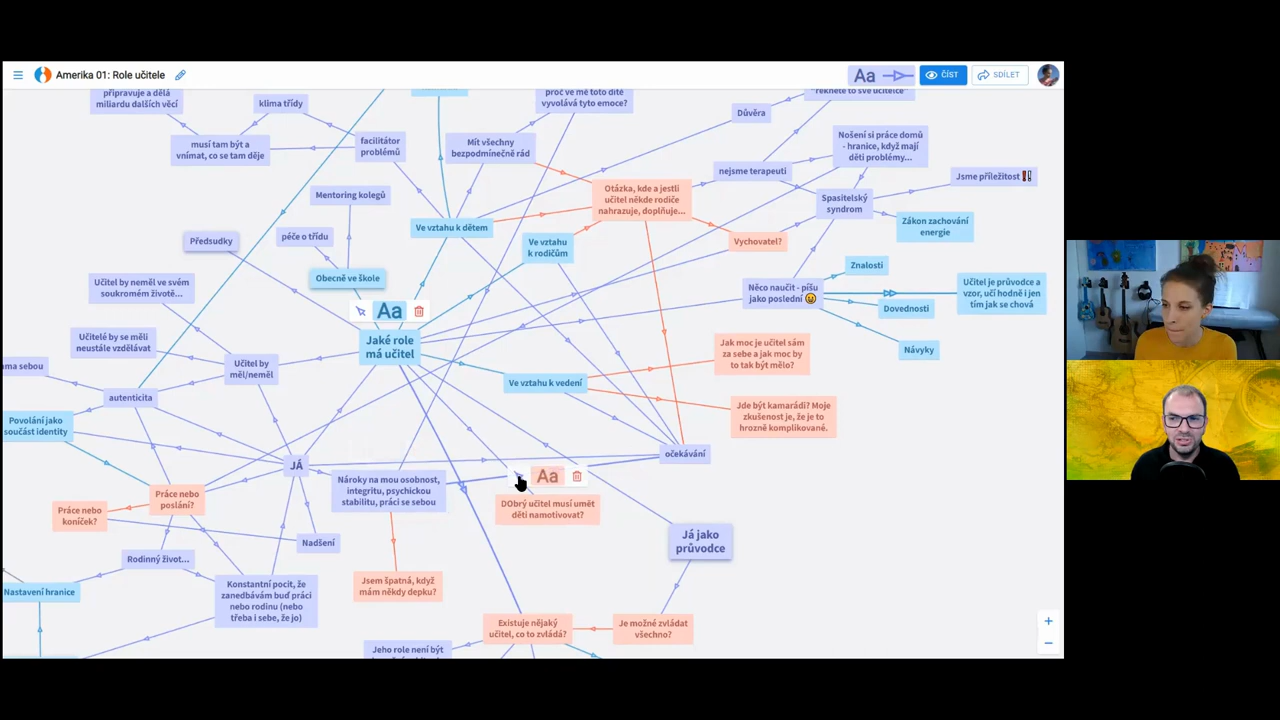 Amerika 01: Role učitele
Aa
ČÍST
SDÍLET
připravuje a dělá
miliardu dalších věcí
klima třídy
musí tam být a
vnímat, co se tam děje
facilitátor
problémů
Mít všechny
bezpodmínečně rád
proč ve mě toto dítě
vyvolává tyto emoce?
Důvěra
"řekněte to své učitelce"
Nošení si práce domů
- hranice, když mají
děti problémy...
nejsme terapeuti
Jsme příležitost ‼
Spasitelský
syndrom
Zákon zachování
energie
Otázka, kde a jestli
učitel někde rodiče
nahrazuje, doplňuje...
Vychovatel?
Mentoring kolegů
Předsudky
péče o třídu
Ve vztahu k dětem
Ve vztahu
k rodičům
Obecně ve škole
Znalosti
Něco naučit - píšu
jako poslední 😛
Učitel je průvodce a
vzor, učí hodně i jen
tím jak se chová
Dovednosti
Návyky
Učitel by neměl ve svém
soukromém životě...
Aa
Jaké role
má učitel
Učitelé by se měli
neustále vzdělávat
Učitel by
měl/neměl
ama sebou
autenticita
Ve vztahu k vedení
Jak moc je učitel sám
za sebe a jak moc by
to tak být mělo?
Jde být kamarádi? Moje
zkušenost je, že je to
hrozně komplikované.
Povolání jako
součást identity
JÁ
očekávání
Nároky na mou osobnost,
integritu, psychickou
stabilitu, práci se sebou
Aa
DObrý učitel musí umět
děti namotivovat?
Práce nebo
poslání?
Práce nebo
koníček?
Nadšení
Já jako
průvodce
Rodinný život...
Nastavení hranice
Konstantní pocit, že
zanedbávám buď práci
nebo rodinu (nebo
třeba i sebe, že jo)
Jsem špatná, když
mám někdy depku?
Existuje nějaký
učitel, co to zvládá?
Je možné zvládat
všechno?
Jeho role není být